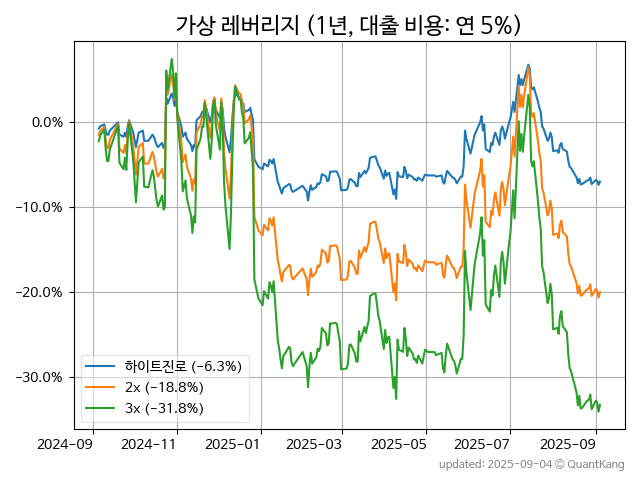 가상 레버리지 (1년, 대출 비용: 연 5%)
0.0%
−10.0%
−20.0%
−30.0%
하이트진로 (−6.3%)
2x (−18.8%)
3x (−31.8%)
2024-09 2024-11 2025-01 2025-03 2025-05 2025-07 2025-09
updated: 2025-09-04 © QuantKang